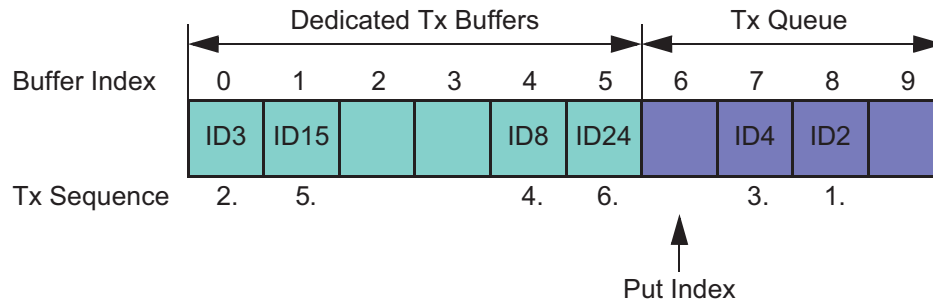 Dedicated Tx Buffers Tx Queue
Buffer Index 0 1 2 3 4 5 6 7 8 9
ID3 ID15 ID8 ID24 ID4 ID2
Tx Sequence 2. 5. 4. 6. 3. 1.
Put Index